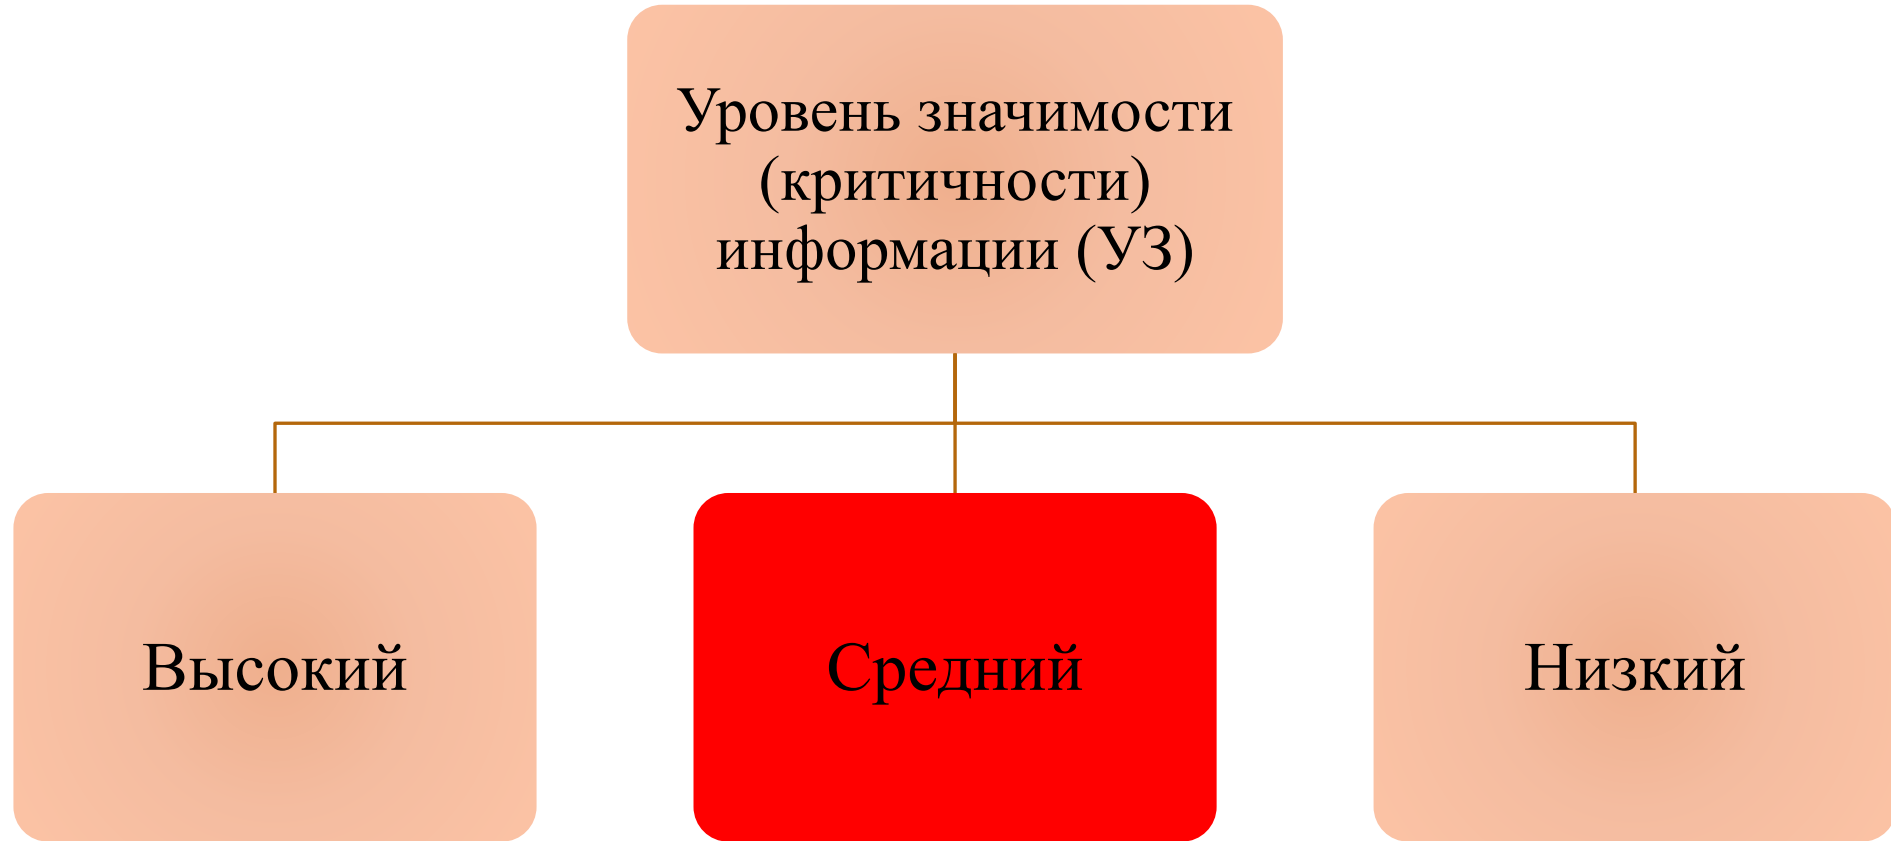 Уровень значимости
(критичности)
информации (УЗ)
Высокий
Средний
Низкий